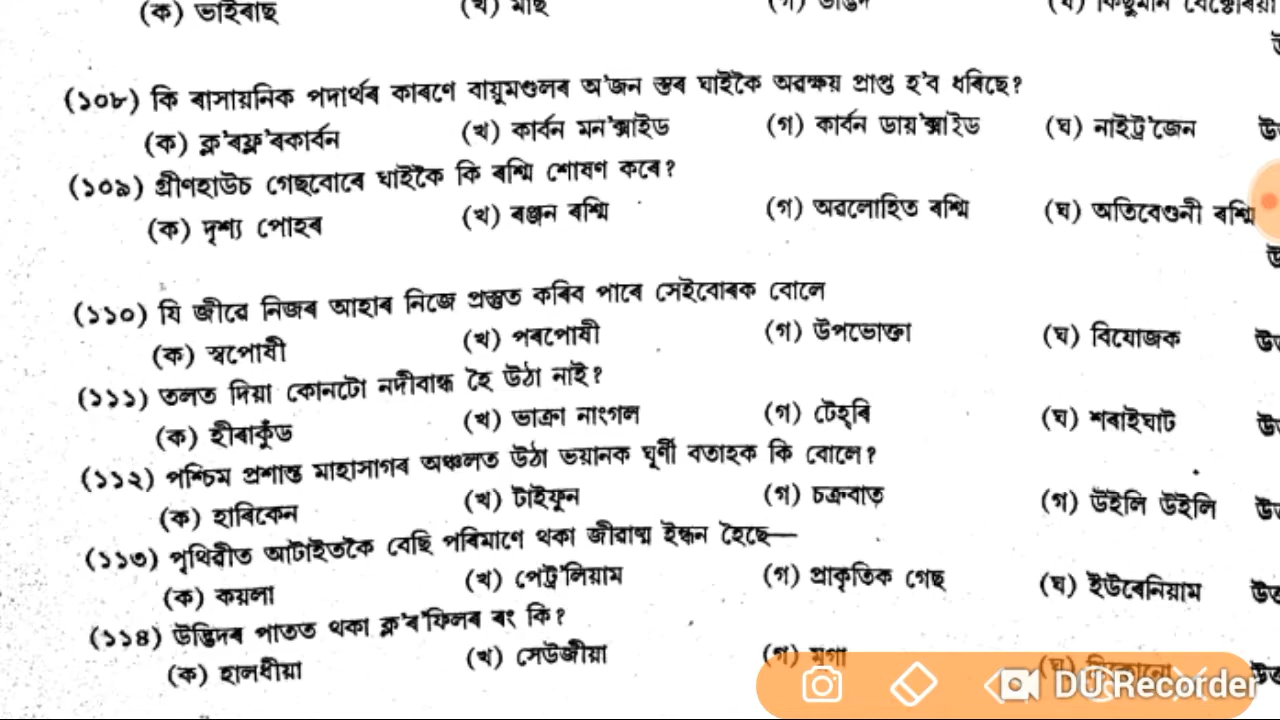 (ক) ভাইৰাছ (খ) মাছ (গ) উদ্ভিদ (ঘ) কিছুমান বেক্টেৰিয়া
(১০৮) কি ৰাসায়নিক পদাৰ্থৰ কাৰণে বায়ুমণ্ডলৰ অ'জন স্তৰ ঘাইকৈ অৱক্ষয় প্ৰাপ্ত হ'ব ধৰিছে?
(ক) ক্ল'ৰফ্ল'ৰকাৰ্বন (খ) কাৰ্বন মন'ক্সাইড (গ) কাৰ্বন ডায়'ক্সাইড (ঘ) নাইট্ৰ'জেন
(১০৯) গ্ৰীণহাউচ গেছবোৰে ঘাইকৈ কি ৰশ্মি শোষণ কৰে?
(ক) দৃশ্য পোহৰ (খ) ৰঞ্জন ৰশ্মি (গ) অৱলোহিত ৰশ্মি (ঘ) অতিবেগুনী ৰশ্মি
(১১০) যি জীৱে নিজৰ আহাৰ নিজে প্ৰস্তুত কৰিব পাৰে সেইবোৰক বোলে
(ক) স্বপোষী (খ) পৰপোষী (গ) উপভোক্তা (ঘ) বিযোজক
(১১১) তলত দিয়া কোনটো নদীবান্ধ হৈ উঠা নাই?
(ক) হীৰাকুঁড (খ) ভাক্ৰা নাংগল (গ) টেহ্ৰি (ঘ) শৰাইঘাট
(১১২) পশ্চিম প্ৰশান্ত মাহাসাগৰ অঞ্চলত উঠা ভয়ানক ঘূৰ্ণী বতাহক কি বোলে?
(ক) হাৰিকেন (খ) টাইফুন (গ) চক্ৰবাত (গ) উইলি উইলি
(১১৩) পৃথিৱীত আটাইতকৈ বেছি পৰিমাণে থকা জীৱাশ্ম ইন্ধন হৈছে—
(ক) কয়লা (খ) পেট্ৰ'লিয়াম (গ) প্ৰাকৃতিক গেছ (ঘ) ইউৰেনিয়াম
(১১৪) উদ্ভিদৰ পাতত থকা ক্ল'ৰ'ফিলৰ ৰং কি?
(ক) হালধীয়া (খ) সেউজীয়া (গ) মুগা
DU Recorder